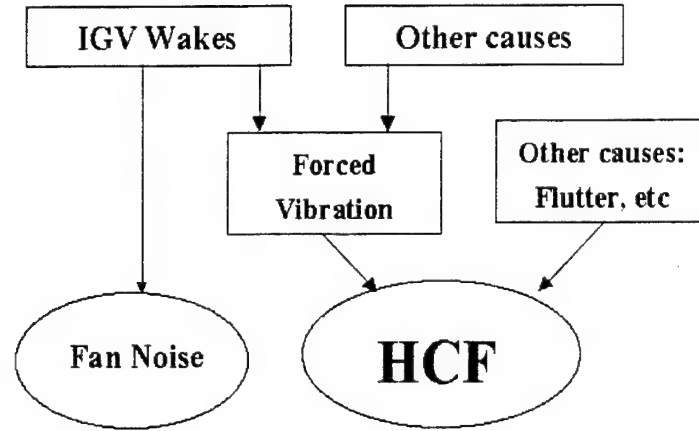 IGV Wakes
Other causes
Forced
Vibration
Other causes:
Flutter, etc
Fan Noise
HCF